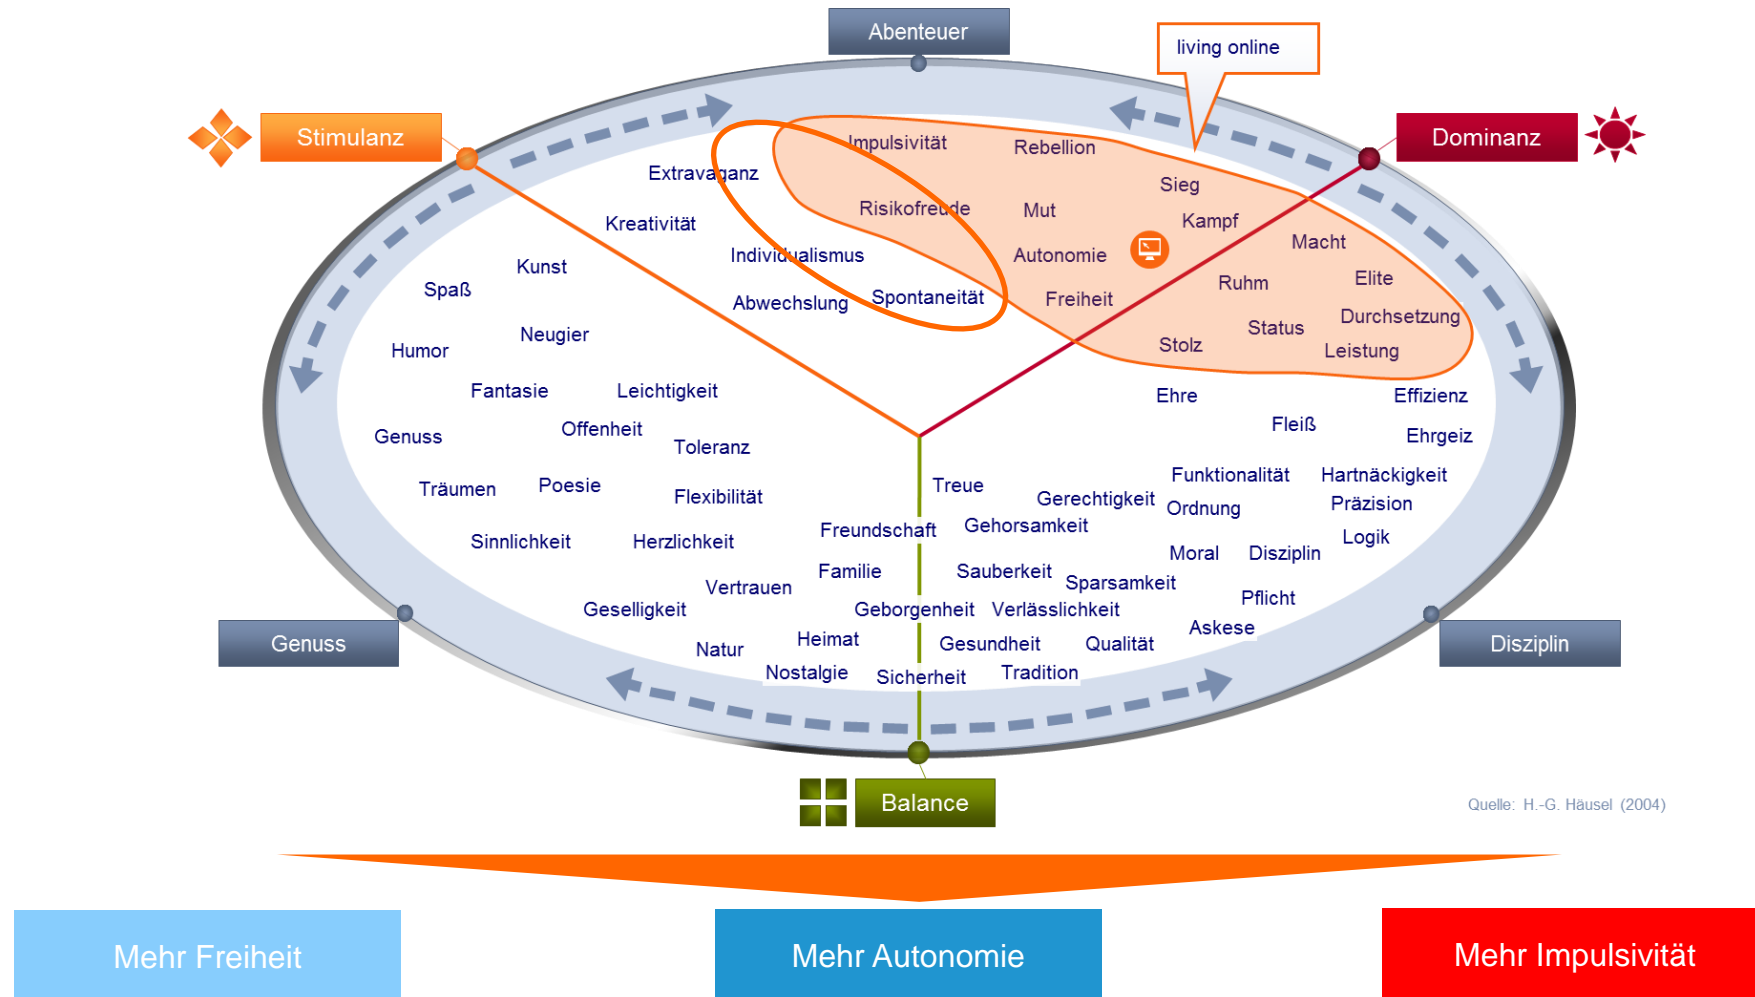 Abenteuer
living online
Stimulanz
Dominanz
Impulsivität
Rebellion
Extravaganz
Sieg
Risikofreude
Mut
Kreativität
Kampf
Macht
Individualismus
Autonomie
Kunst
Spaß
Elite
Ruhm
Abwechslung
Spontaneität
Freiheit
Durchsetzung
Status
Neugier
Humor
Stolz
Leistung
Fantasie
Leichtigkeit
Ehre
Effizienz
Offenheit
Fleiß
Genuss
Toleranz
Ehrgeiz
Funktionalität
Hartnäckigkeit
Träumen
Poesie
Flexibilität
Treue
Gerechtigkeit
Ordnung
Präzision
Freundschaft
Gehorsamkeit
Logik
Sinnlichkeit
Herzlichkeit
Moral
Disziplin
Familie
Sauberkeit
Sparsamkeit
Vertrauen
Pflicht
Geselligkeit
Geborgenheit
Verlässlichkeit
Askese
Natur
Heimat
Gesundheit
Qualität
Genuss
Disziplin
Nostalgie
Sicherheit
Tradition
Balance
Quelle: H.-G. Häusel (2004)
Mehr Freiheit
Mehr Autonomie
Mehr Impulsivität